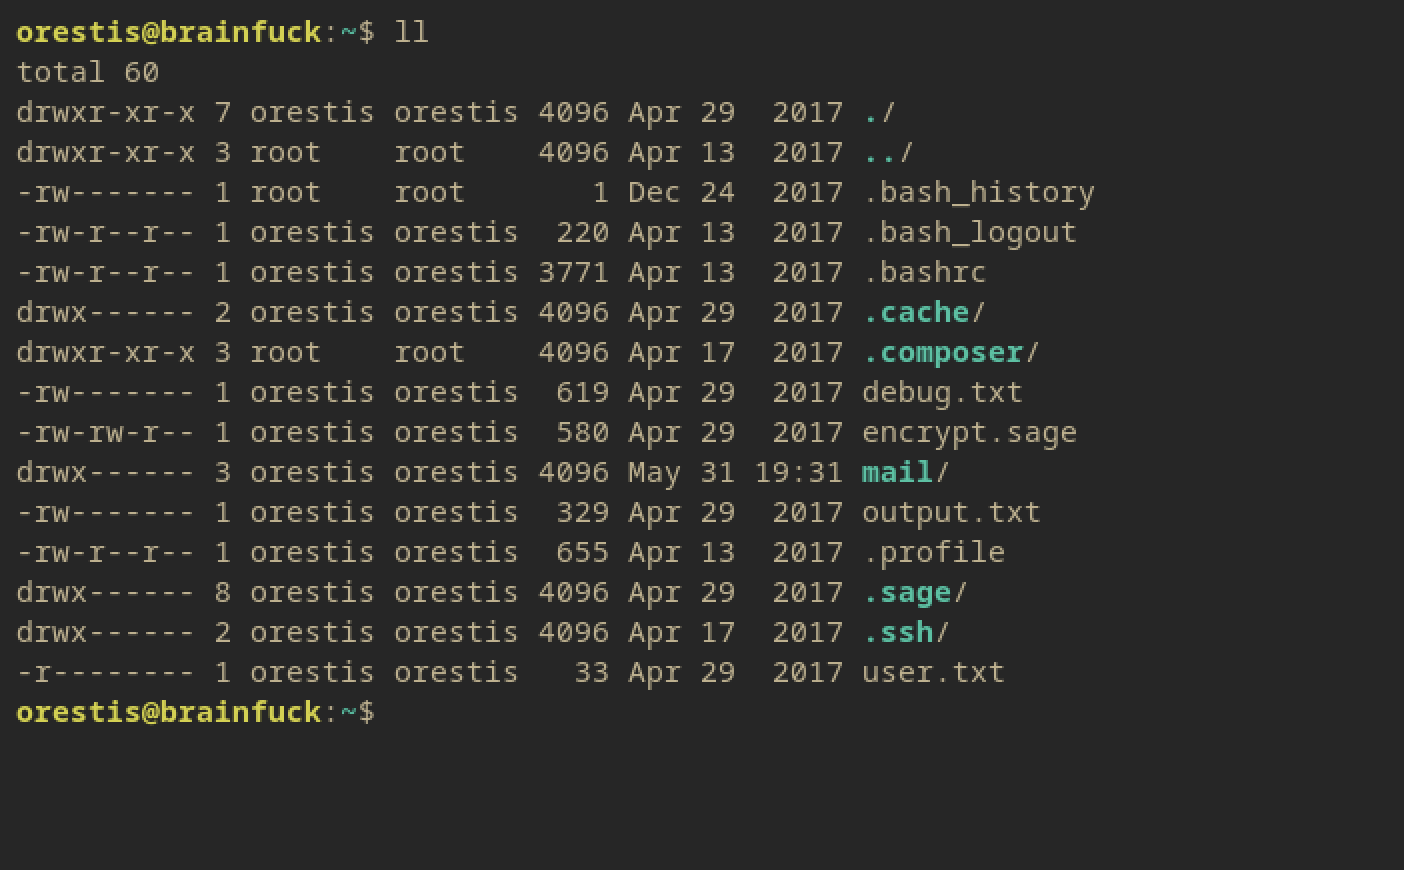 orestis@brainfuck:~$ ll
total 60
drwxr-xr-x 7 orestis orestis 4096 Apr 29  2017 ./
drwxr-xr-x 3 root    root    4096 Apr 13  2017 ../
-rw------- 1 root    root       1 Dec 24  2017 .bash_history
-rw-r--r-- 1 orestis orestis  220 Apr 13  2017 .bash_logout
-rw-r--r-- 1 orestis orestis 3771 Apr 13  2017 .bashrc
drwx------ 2 orestis orestis 4096 Apr 29  2017 .cache/
drwxr-xr-x 3 root    root    4096 Apr 17  2017 .composer/
-rw------- 1 orestis orestis  619 Apr 29  2017 debug.txt
-rw-rw-r-- 1 orestis orestis  580 Apr 29  2017 encrypt.sage
drwx------ 3 orestis orestis 4096 May 31 19:31 mail/
-rw------- 1 orestis orestis  329 Apr 29  2017 output.txt
-rw-r--r-- 1 orestis orestis  655 Apr 13  2017 .profile
drwx------ 8 orestis orestis 4096 Apr 29  2017 .sage/
drwx------ 2 orestis orestis 4096 Apr 17  2017 .ssh/
-r-------- 1 orestis orestis   33 Apr 29  2017 user.txt
orestis@brainfuck:~$